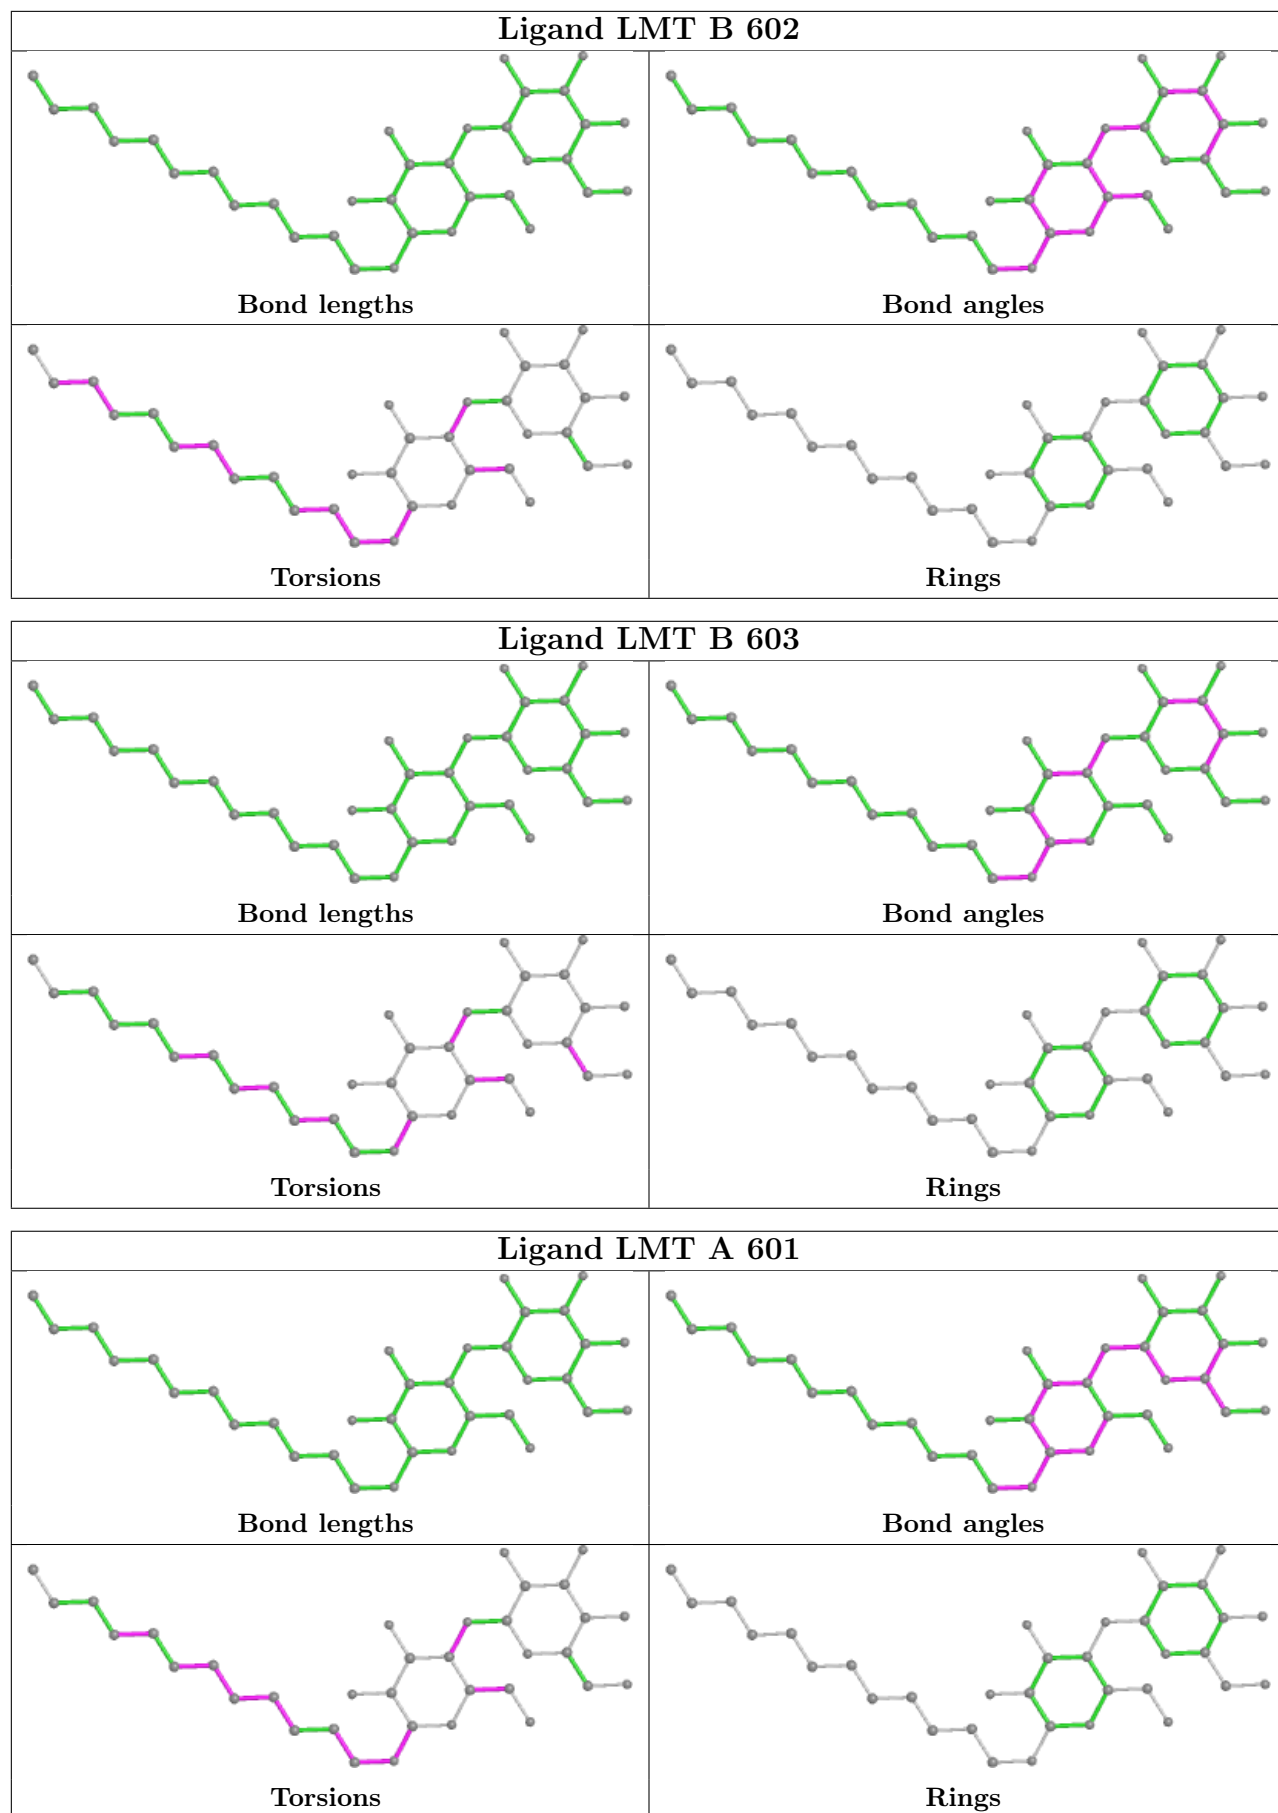 Ligand LMT B 602
Bond lengths
Bond angles
Torsions
Rings
Ligand LMT B 603
Bond lengths
Bond angles
Torsions
Rings
Ligand LMT A 601
Bond lengths
Bond angles
Torsions
Rings